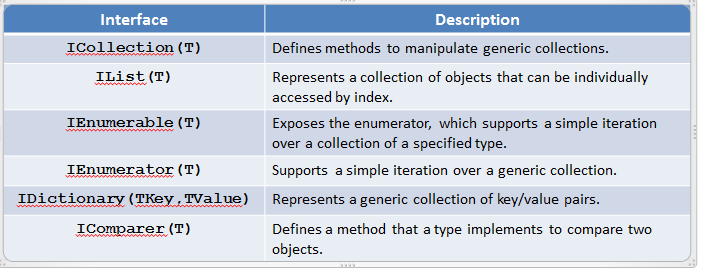 Interface Description
ICollection(T) Defines methods to manipulate generic collections.
IList(T) Represents a collection of objects that can be individually
accessed by index.
IEnumerable(T) Exposes the enumerator, which supports a simple iteration
over a collection of a specified type.
IEnumerator(T) Supports a simple iteration over a generic collection.
IDictionary(TKey,TValue) Represents a generic collection of key/value pairs.
IComparer(T) Defines a method that a type implements to compare two
objects.